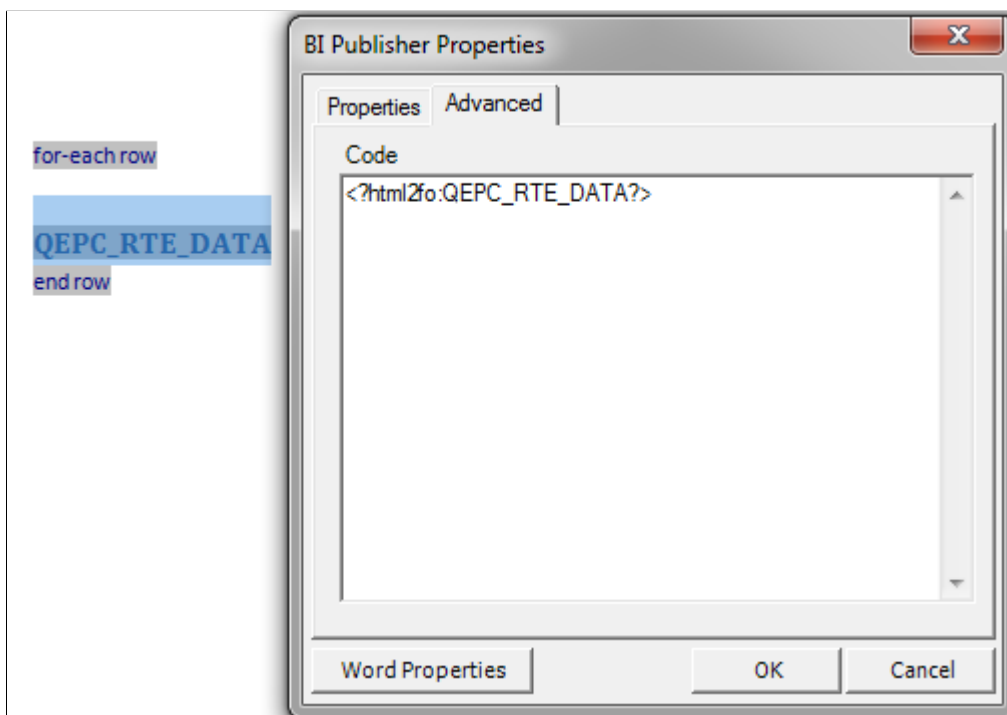 BI Publisher Properties
Properties
Advanced
for-each row
Code
<?html2fo:QEPC_RTE_DATA?>
QEPC_RTE_DATA
end row
Word Properties
OK
Cancel